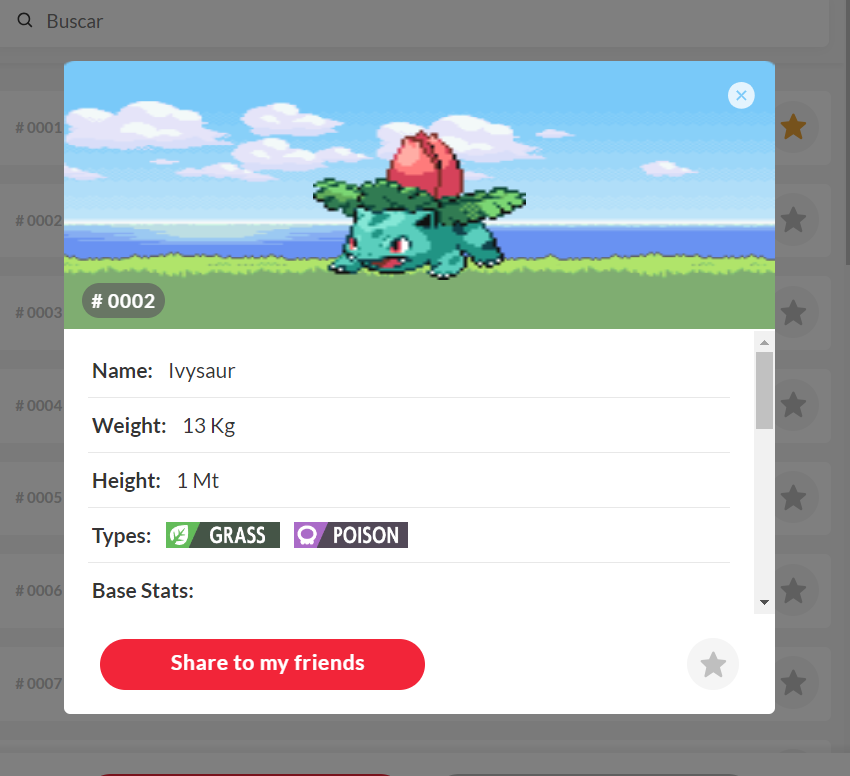 Buscar
# 0001
# 0002
# 0003
# 0004
# 0005
# 0006
# 0007
# 0002
Name: Ivysaur
Weight: 13 Kg
Height: 1 Mt
Types: GRASS POISON
Base Stats:
Share to my friends